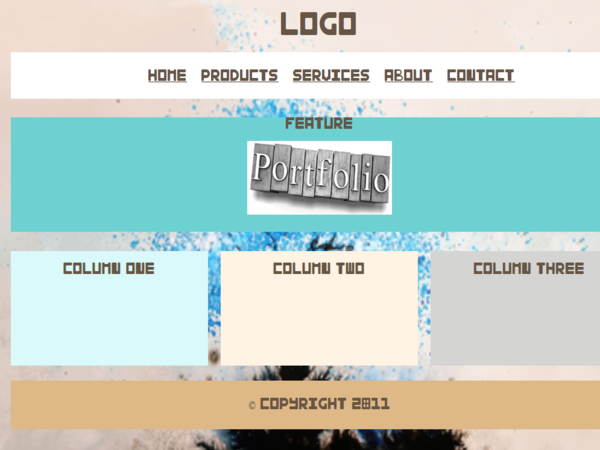 LOGO
HOME PRODUCTS SERVICES ABOUT CONTACT
FEATURE
Portfolio
COLUMN ONE COLUMN TWO COLUMN THREE
© COPYRIGHT 2011